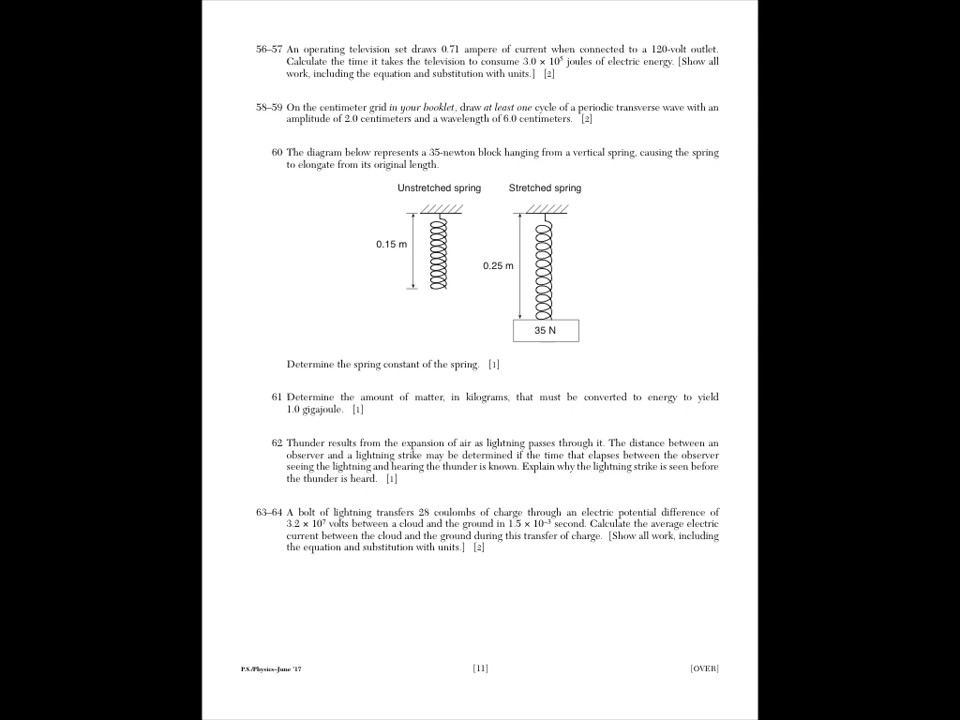 56–57 An operating television set draws 0.71 ampere of current when connected to a 120-volt outlet.
Calculate the time it takes the television to consume 3.0 × 10⁵ joules of electric energy. [Show all
work, including the equation and substitution with units.] [2]
58–59 On the centimeter grid in your booklet, draw at least one cycle of a periodic transverse wave with an
amplitude of 2.0 centimeters and a wavelength of 6.0 centimeters. [2]
60 The diagram below represents a 35-newton block hanging from a vertical spring, causing the spring
to elongate from its original length.
Unstretched spring Stretched spring
0.15 m
0.25 m
35 N
Determine the spring constant of the spring. [1]
61 Determine the amount of matter, in kilograms, that must be converted to energy to yield
1.0 gigajoule. [1]
62 Thunder results from the expansion of air as lightning passes through it. The distance between an
observer and a lightning strike may be determined if the time that elapses between the observer
seeing the lightning and hearing the thunder is known. Explain why the lightning strike is seen before
the thunder is heard. [1]
63–64 A bolt of lightning transfers 28 coulombs of charge through an electric potential difference of
3.2 × 10⁷ volts between a cloud and the ground in 1.5 × 10⁻³ second. Calculate the average electric
current between the cloud and the ground during this transfer of charge. [Show all work, including
the equation and substitution with units.] [2]
P.S./Physics–June '17 [11] [OVER]